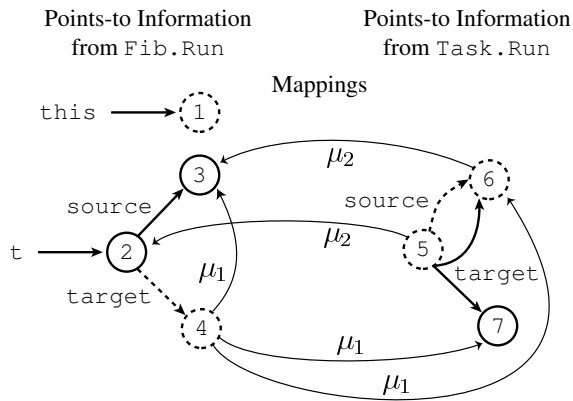 Points-to Information
from Fib.Run
Points-to Information
from Task.Run
Mappings
this
1
μ2
3
6
source
source
t
2
μ2
5
target
μ1
target
4
7
μ1
μ1